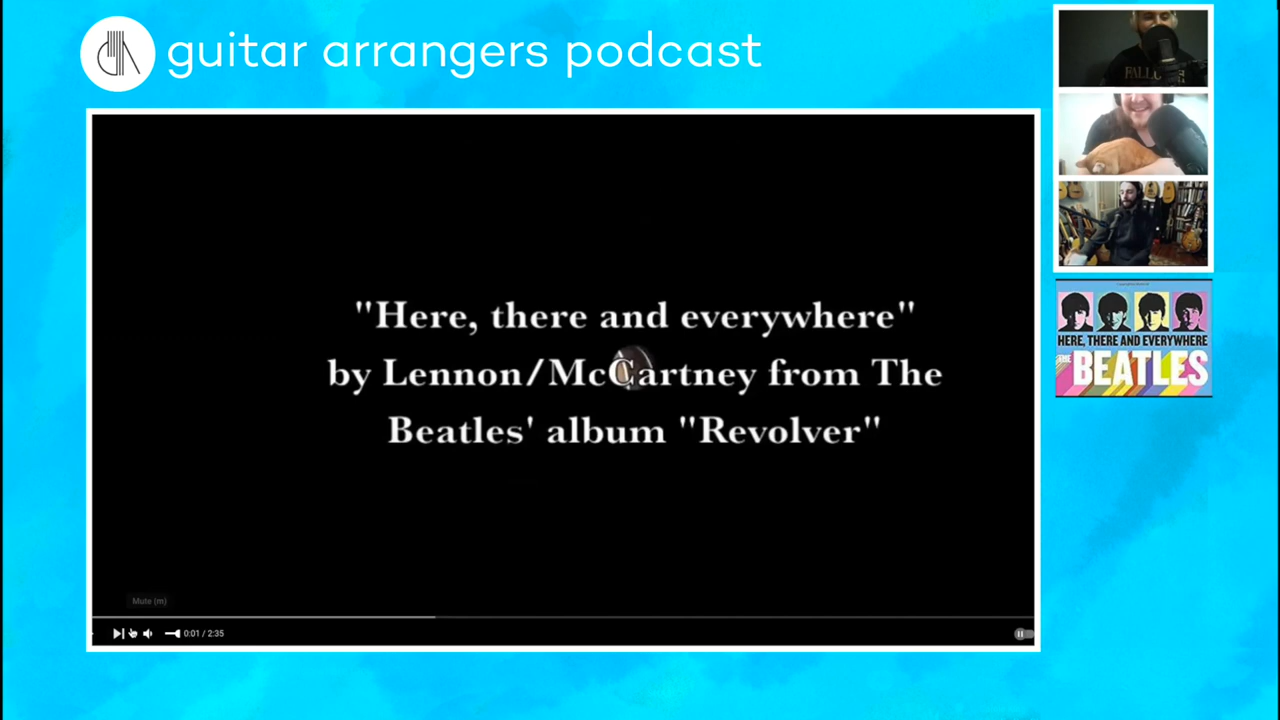 guitar arrangers podcast
"Here, there and everywhere"
by Lennon/McCartney from The
Beatles' album "Revolver"
Mute (m)
0:01 / 2:35
HERE, THERE AND EVERYWHERE
THE
BEATLES